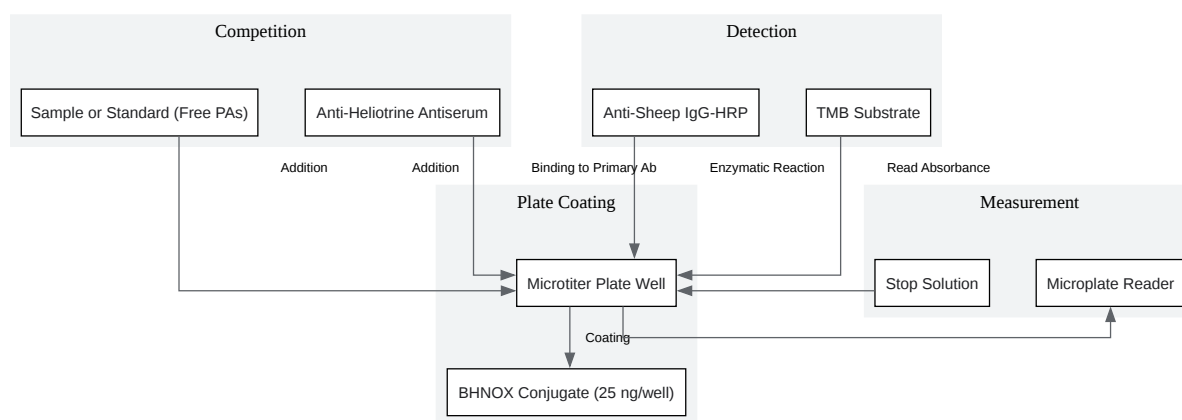 Competition
Detection
Sample or Standard (Free PAs)
Anti-Heliotrine Antiserum
Anti-Sheep IgG-HRP
TMB Substrate
Addition
Addition
Binding to Primary Ab
Enzymatic Reaction
Read Absorbance
Plate Coating
Measurement
Microtiter Plate Well
Stop Solution
Microplate Reader
Coating
BHNOX Conjugate (25 ng/well)